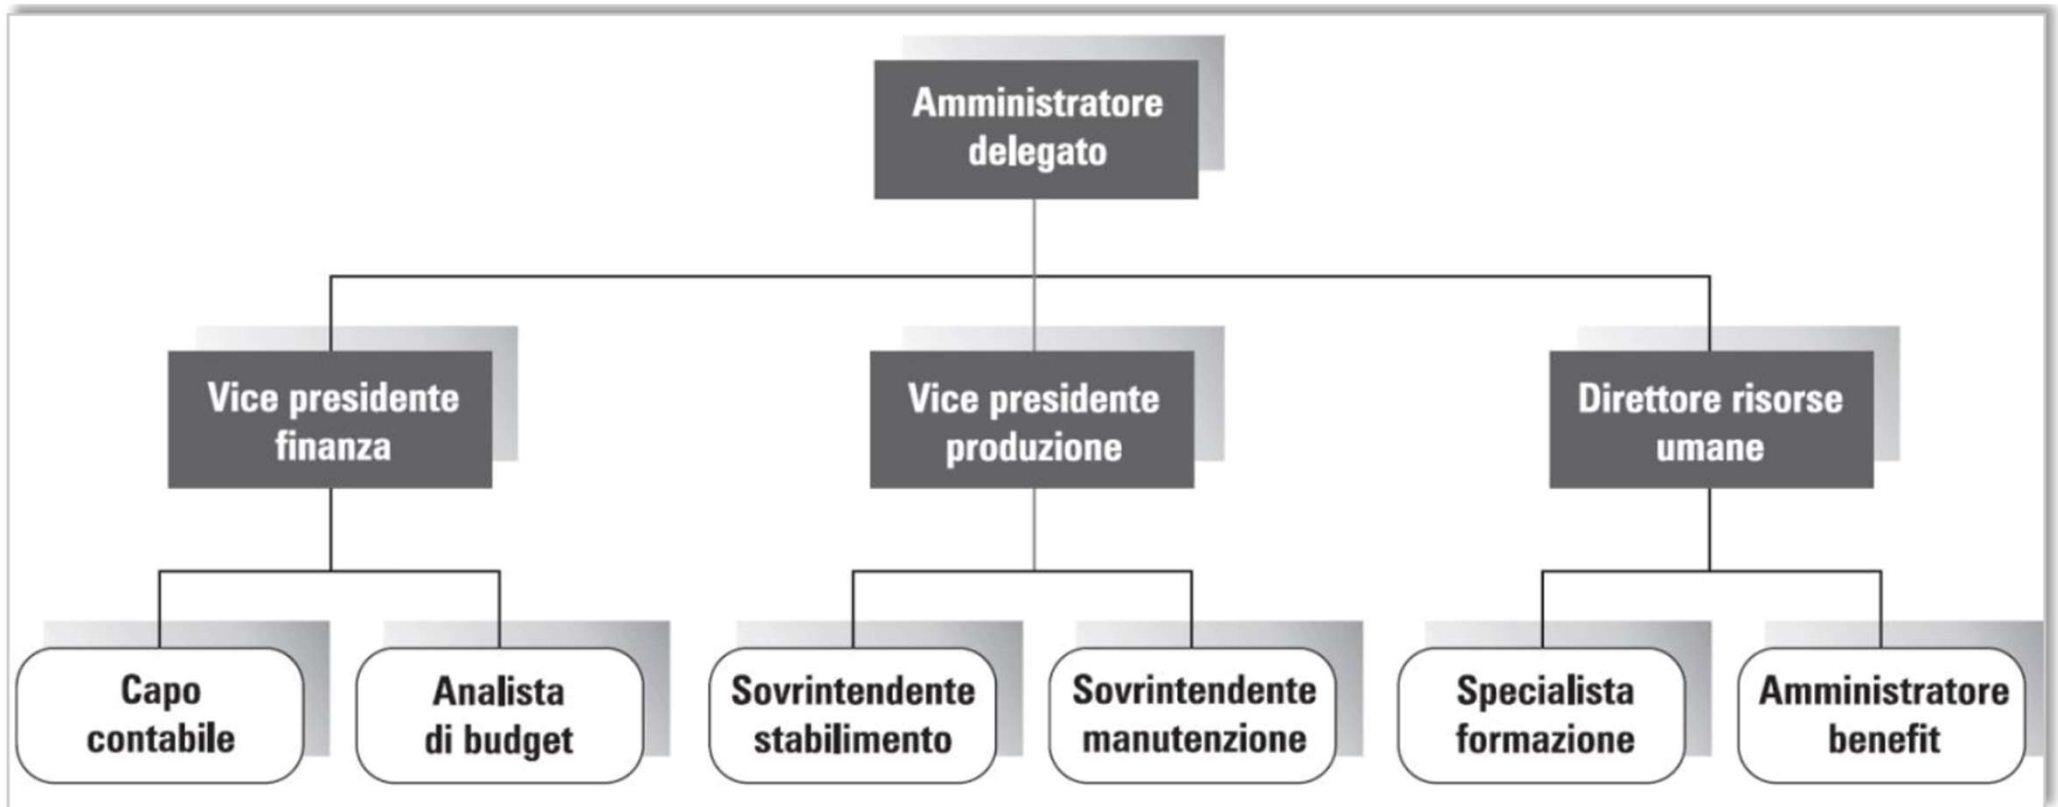 Amministratore
delegato
Vice presidente
finanza
Vice presidente
produzione
Direttore risorse
umane
Capo
contabile
Analista
di budget
Sovrintendente
stabilimento
Sovrintendente
manutenzione
Specialista
formazione
Amministratore
benefit